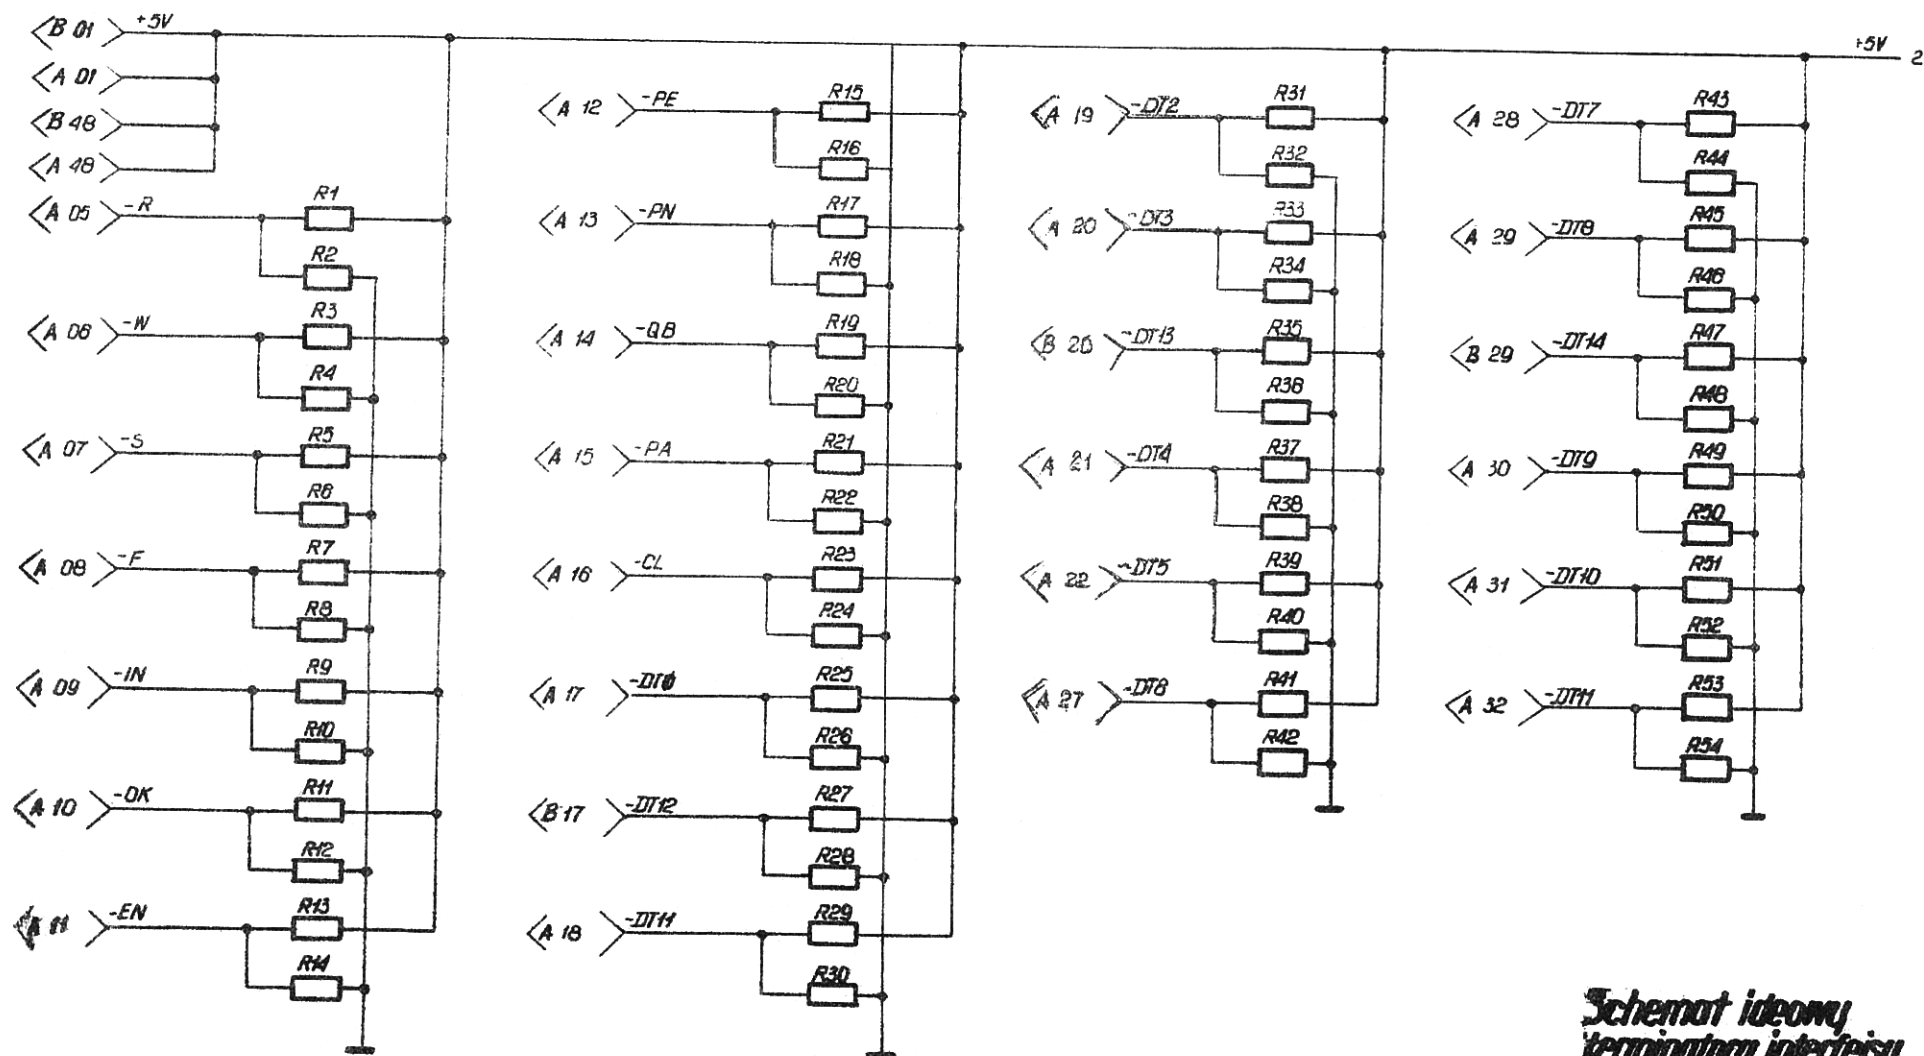 B 01 +5V
A 01
B 48
A 48
A 05 -R R1
R2
A 06 -W R3
R4
A 07 -S R5
R6
A 08 -F R7
R8
A 09 -IN R9
R10
A 10 -OK R11
R12
A 11 -EN R13
R14
A 12 -PE R15
R16
A 13 -PN R17
R18
A 14 -QB R19
R20
A 15 -PA R21
R22
A 16 -CL R23
R24
A 17 -DTØ R25
R26
B 17 -DT12 R27
R28
A 18 -DT11 R29
R30
A 19 -DT2 R31
R32
A 20 -DT3 R33
R34
B 20 -DT13 R35
R36
A 21 -DT4 R37
R38
A 22 -DT5 R39
R40
A 27 -DT6 R41
R42
+5V 2
A 28 -DT7 R43
R44
A 29 -DT8 R45
R46
B 29 -DT14 R47
R48
A 30 -DT9 R49
R50
A 31 -DT10 R51
R52
A 32 -DT11 R53
R54
Schemat ideowy
terminatora interfejsu